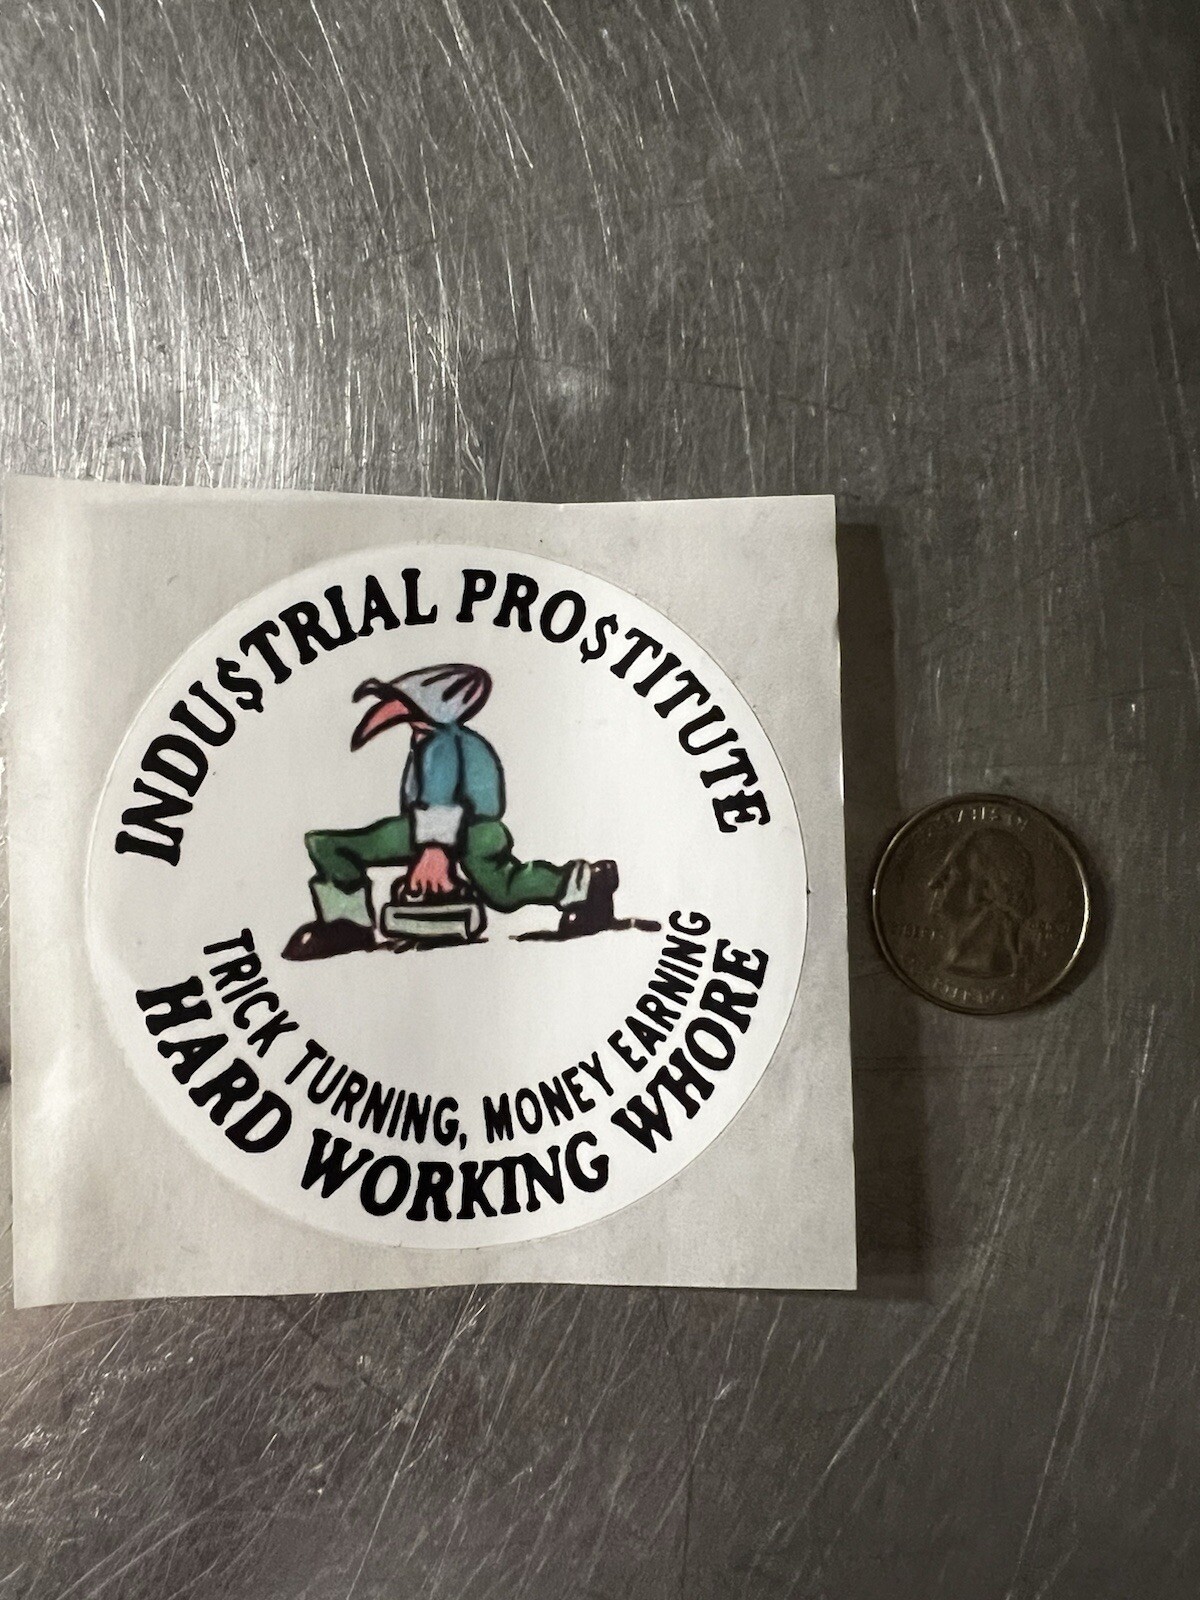 INDU$TRIAL PRO$TITUTE
TRICK TURNING, MONEY EARNING
HARD WORKING WHORE